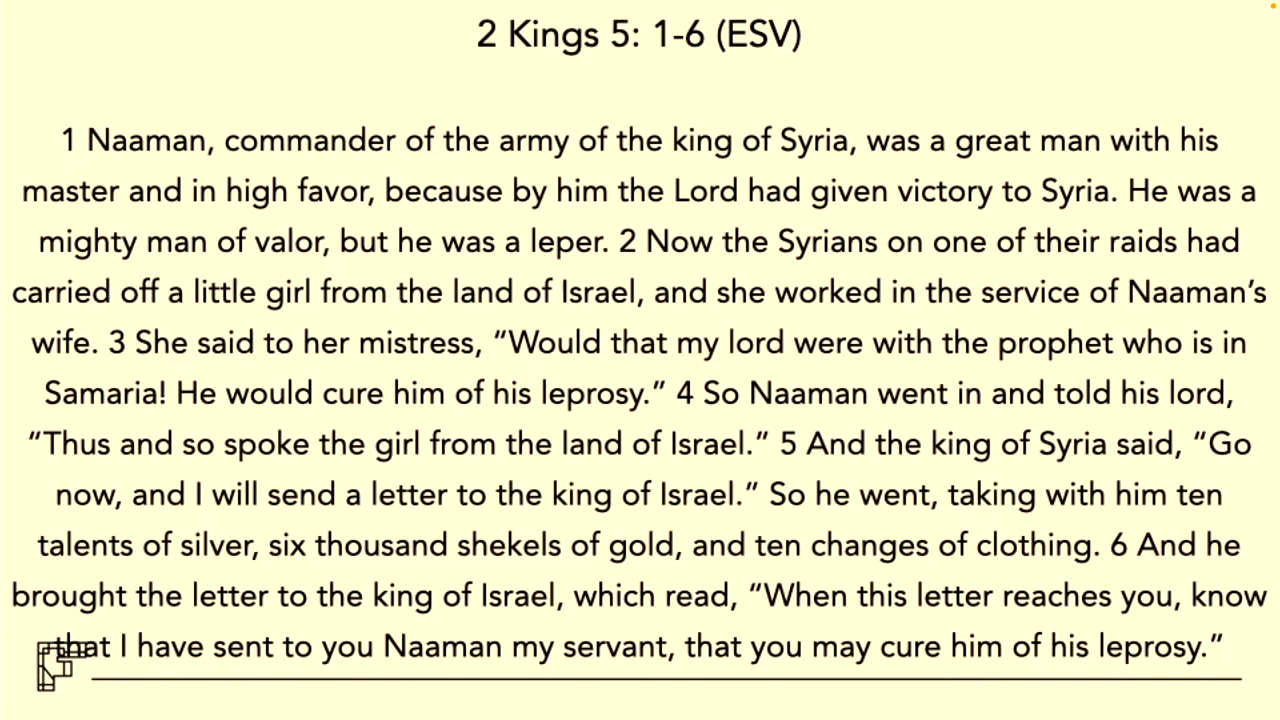 2 Kings 5: 1-6 (ESV)
1 Naaman, commander of the army of the king of Syria, was a great man with his
master and in high favor, because by him the Lord had given victory to Syria. He was a
mighty man of valor, but he was a leper. 2 Now the Syrians on one of their raids had
carried off a little girl from the land of Israel, and she worked in the service of Naaman’s
wife. 3 She said to her mistress, “Would that my lord were with the prophet who is in
Samaria! He would cure him of his leprosy.” 4 So Naaman went in and told his lord,
“Thus and so spoke the girl from the land of Israel.” 5 And the king of Syria said, “Go
now, and I will send a letter to the king of Israel.” So he went, taking with him ten
talents of silver, six thousand shekels of gold, and ten changes of clothing. 6 And he
brought the letter to the king of Israel, which read, “When this letter reaches you, know
that I have sent to you Naaman my servant, that you may cure him of his leprosy.”